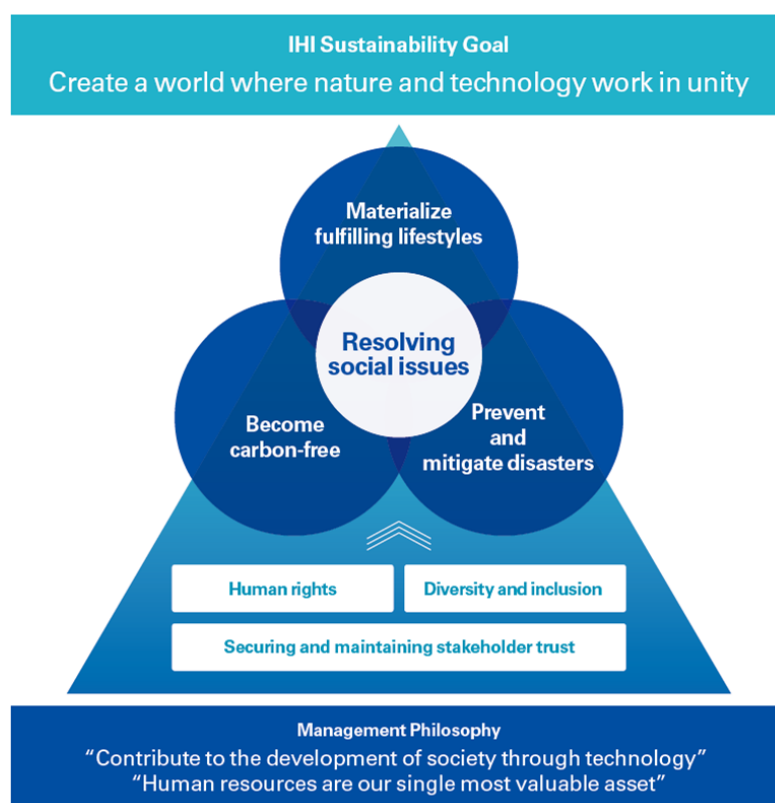 IHI Sustainability Goal
Create a world where nature and technology work in unity
Materialize
fulfilling lifestyles
Resolving
social issues
Become
carbon-free
Prevent
and
mitigate disasters
Human rights
Diversity and inclusion
Securing and maintaining stakeholder trust
Management Philosophy
“Contribute to the development of society through technology”
“Human resources are our single most valuable asset”